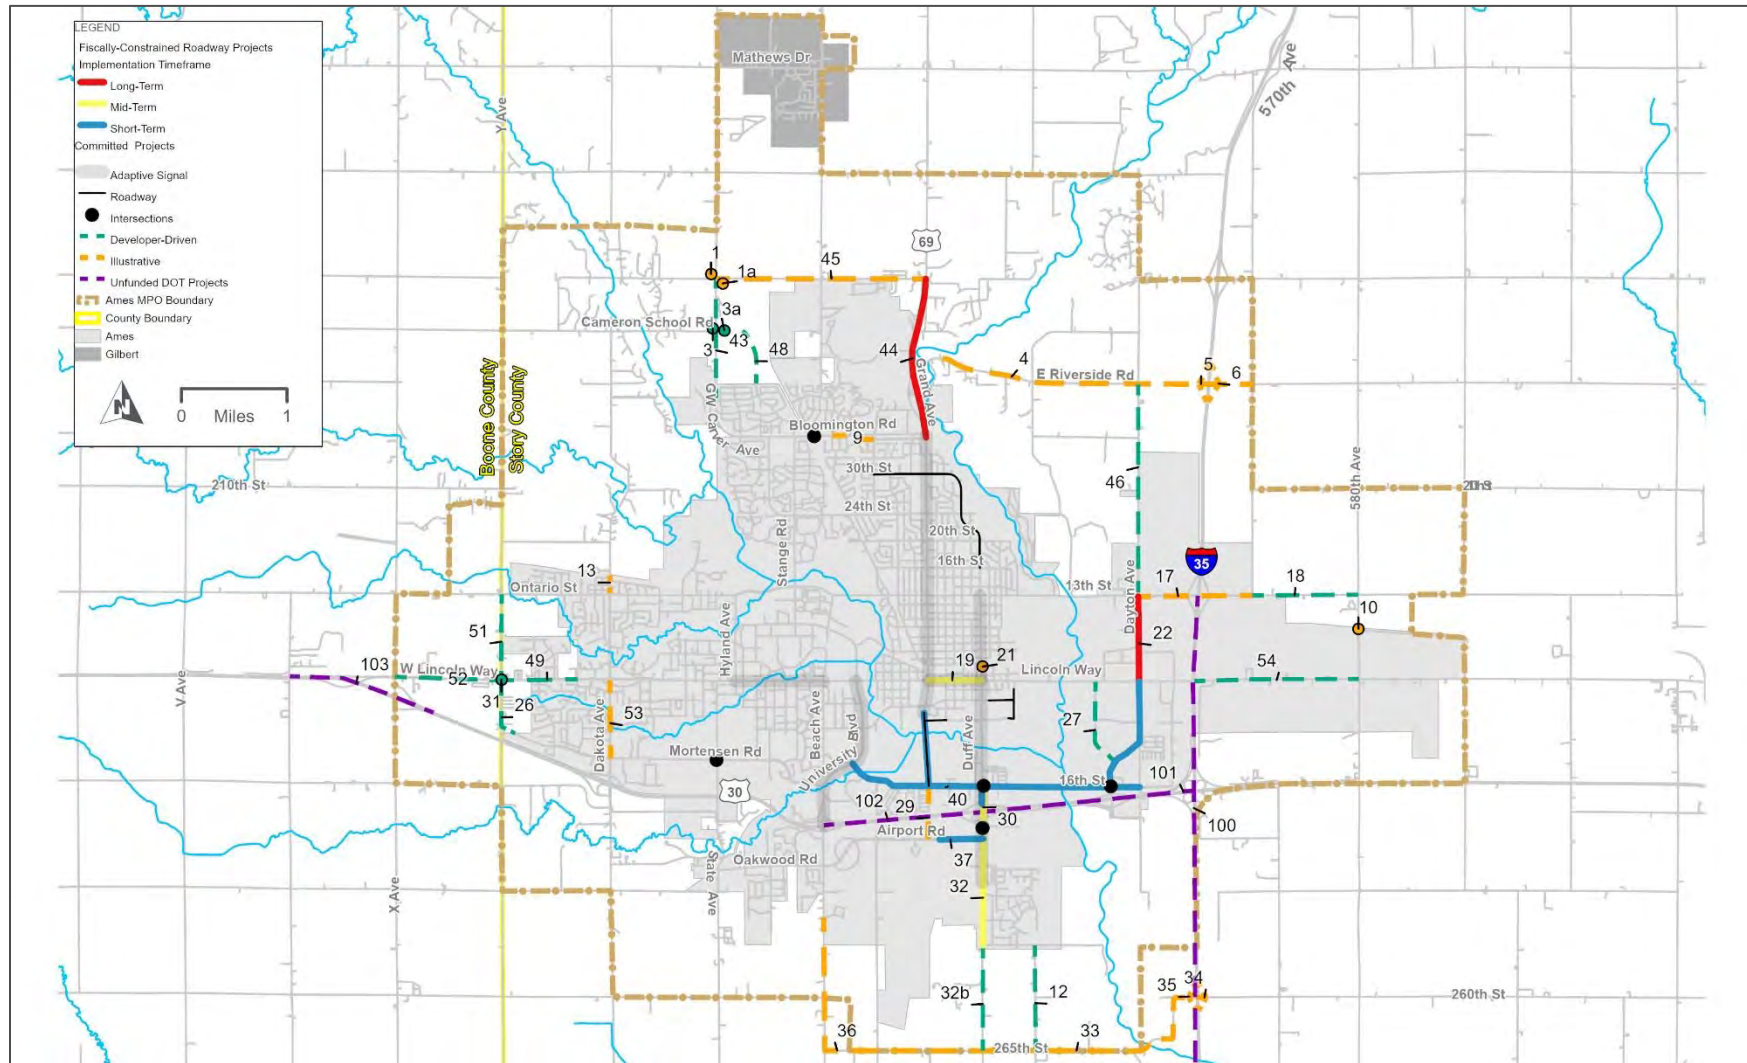 LEGEND
Fiscally-Constrained Roadway Projects
Implementation Timeframe
Long-Term
Mid-Term
Short-Term
Committed Projects
Adaptive Signal
Roadway
Intersections
Developer-Driven
Illustrative
Unfunded DOT Projects
Ames MPO Boundary
County Boundary
Ames
Gilbert
N
0 Miles 1
Mathews Dr
Y Ave
570th Ave
69
1
1a
45
3a
Cameron School Rd
43
3
48
44
4
E Riverside Rd
5
6
Boone County
Story County
GW Carver Ave
Grand Ave
Bloomington Rd
9
30th St
46
580th Ave
210th St
24th St
20th St
16th St
Stange Rd
35
13
Ontario St
13th St
17
18
10
Dayton Ave
51
22
Hyland Ave
103
W Lincoln Way
49
52
19
21
Lincoln Way
54
V Ave
31
26
53
27
Dakota Ave
Beach Ave
University Blvd
Duff Ave
Mortensen Rd
30
16th St
101
102
29
40
30
100
Airport Rd
37
Oakwood Rd
State Ave
X Ave
32
32b
12
35
34
260th St
36
265th St
33